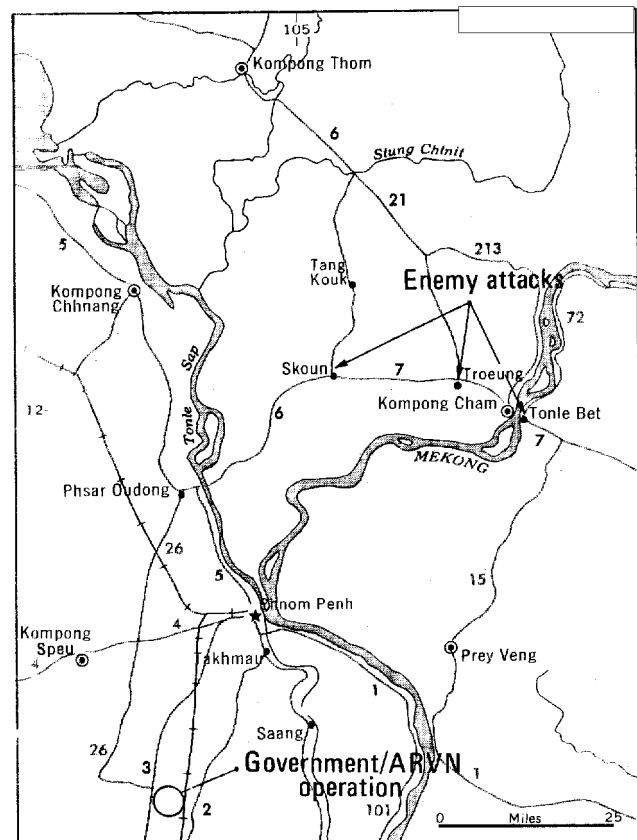 105
Kompong Thom
6
Stung Chinit
21
213
5
Tang
Kouk
Enemy attacks
Kompong
Chhnang
72
Sap
Skoun
7
Troeung
12
Kompong Cham
Tonle Bet
Tonle
6
7
MEKONG
Phsar Oudong
26
5
15
Phnom Penh
4
Kompong
Speu
4
Takhmau
Prey Veng
1
Saang
26
3
Government/ARVN
operation
1
2
101
0 Miles 25